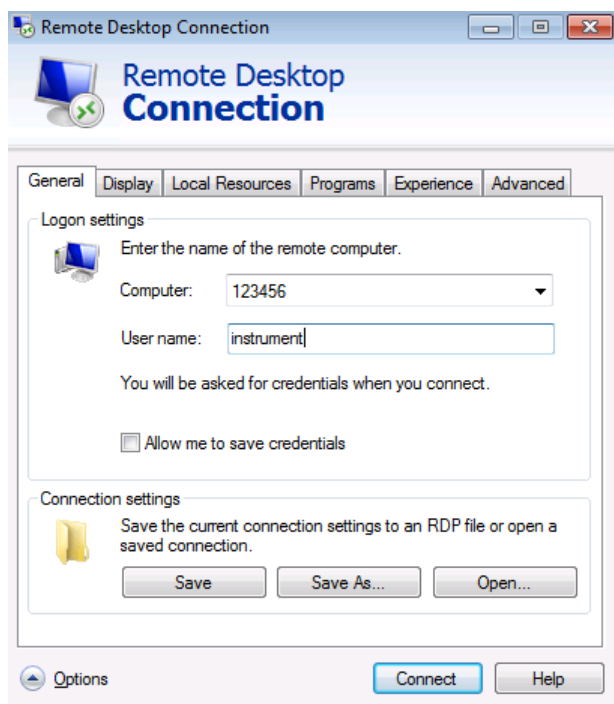 Remote Desktop Connection
Remote Desktop
Connection
General Display Local Resources Programs Experience Advanced
Logon settings
Enter the name of the remote computer.
Computer: 123456
User name: instrument
You will be asked for credentials when you connect.
Allow me to save credentials
Connection settings
Save the current connection settings to an RDP file or open a
saved connection.
Save Save As... Open...
Options Connect Help